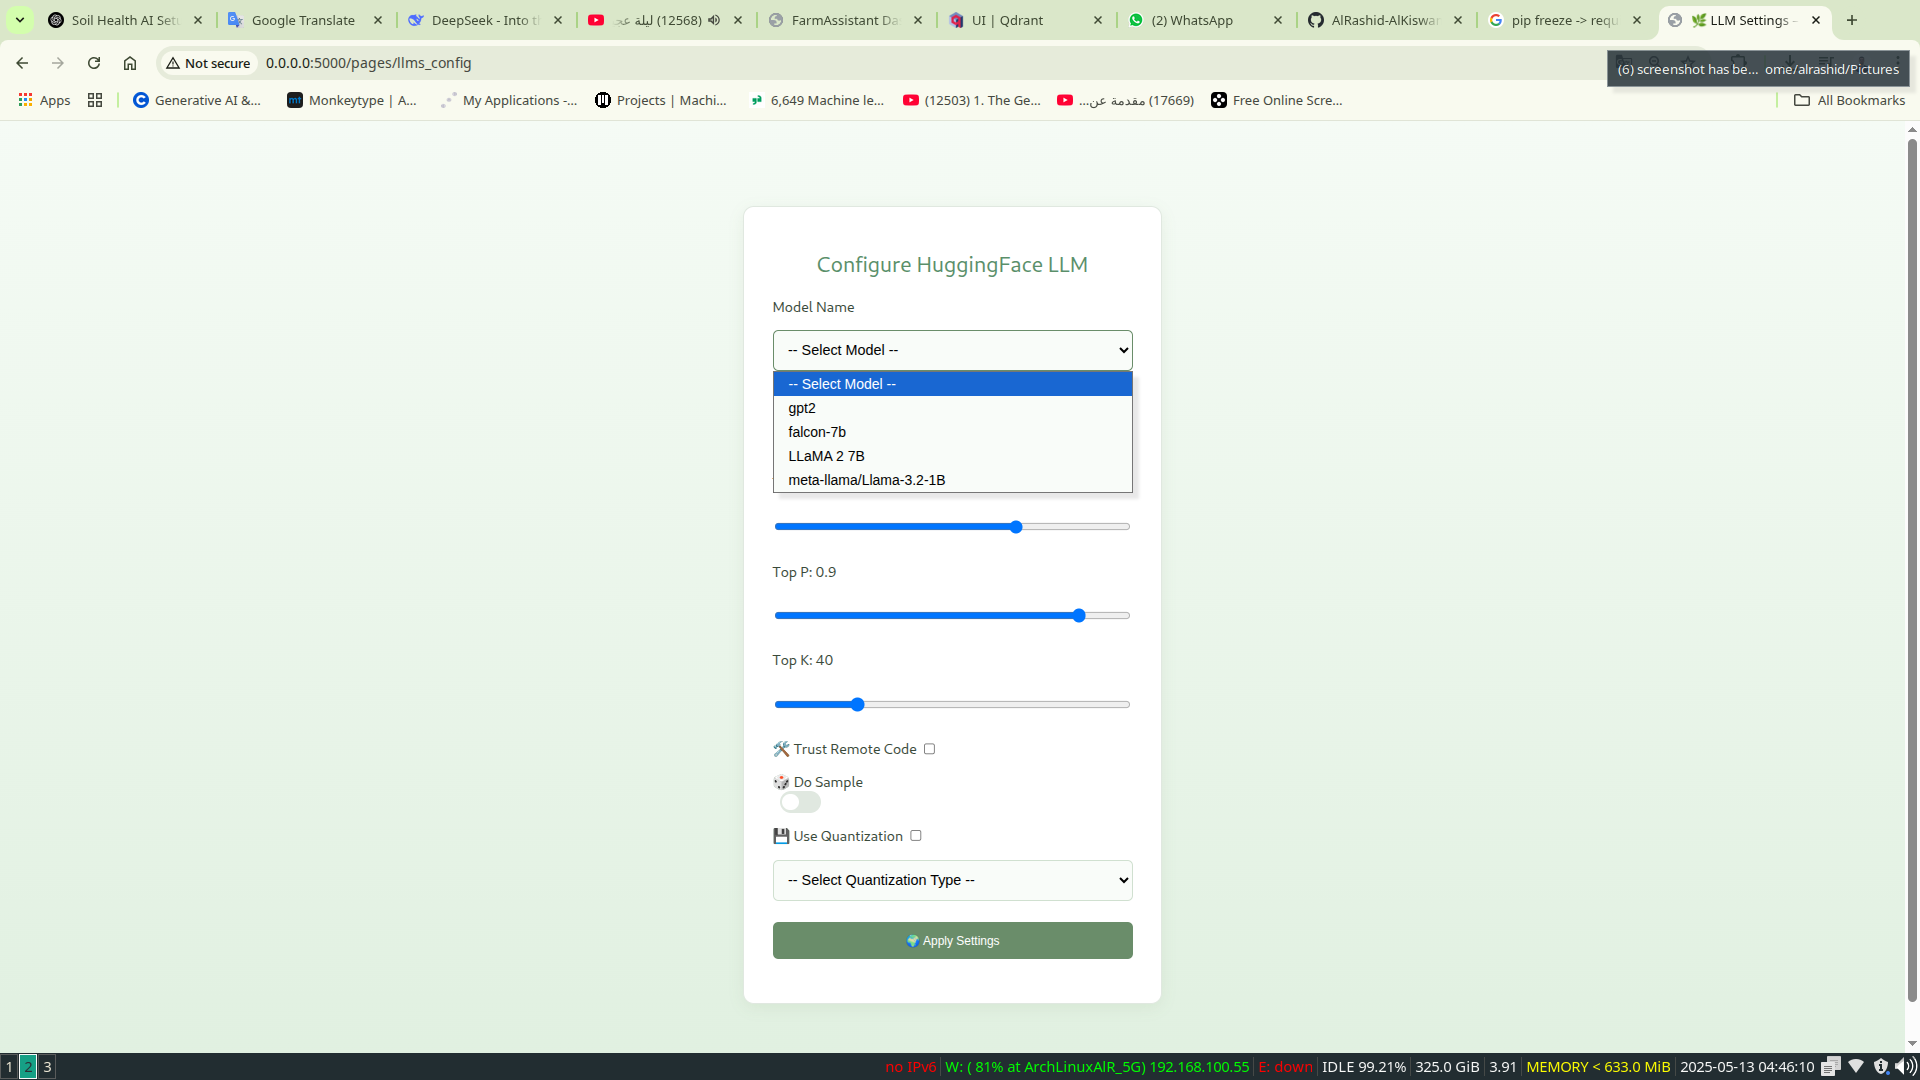 Soil Health AI Setu
Google Translate
DeepSeek - Into th
(12568) ليلة عج
FarmAssistant Da
UI | Qdrant
(2) WhatsApp
AlRashid-AlKiswan
pip freeze -> requ
🌿 LLM Settings -
Not secure
0.0.0.0:5000/pages/llms_config
(6) screenshot has be... ome/alrashid/Pictures
Apps
Generative AI &...
Monkeytype | A...
My Applications -...
Projects | Machi...
6,649 Machine le...
(12503) 1. The Ge...
(17669) مقدمة عن...
Free Online Scre...
All Bookmarks
Configure HuggingFace LLM
Model Name
-- Select Model --
-- Select Model --
gpt2
falcon-7b
LLaMA 2 7B
meta-llama/Llama-3.2-1B
Top P: 0.9
Top K: 40
🛠️ Trust Remote Code
🎲 Do Sample
💾 Use Quantization
-- Select Quantization Type --
🌍 Apply Settings
1 2 3
no IPv6 W: ( 81% at ArchLinuxAlR_5G) 192.168.100.55 E: down IDLE 99.21% 325.0 GiB 3.91 MEMORY < 633.0 MiB 2025-05-13 04:46:10